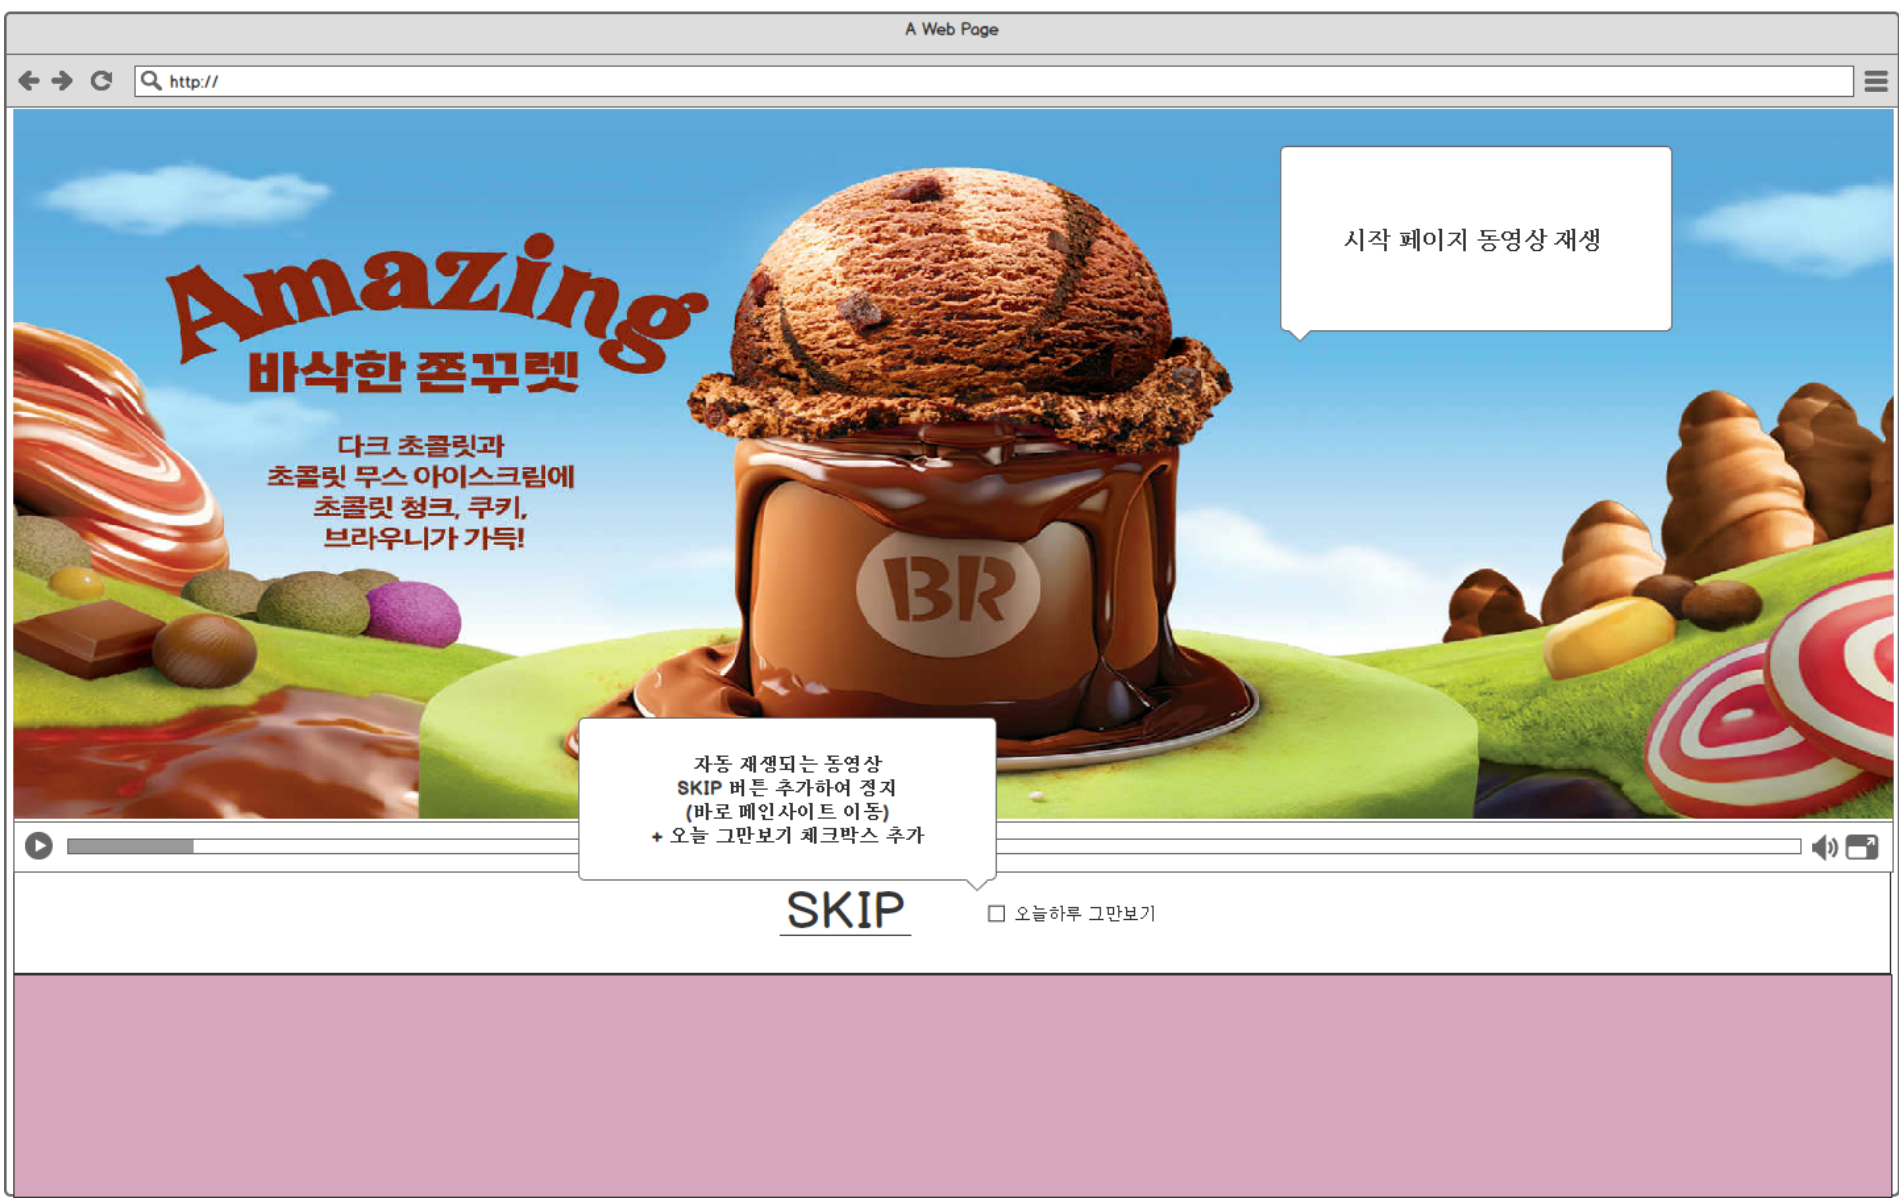 A Web Page
http://
Amazing
바삭한 쫀꾸렛
다크 초콜릿과
초콜릿 무스 아이스크림에
초콜릿 청크, 쿠키,
브라우니가 가득!
시작 페이지 동영상 재생
BR
자동 재생되는 동영상
SKIP 버튼 추가하여 정지
(바로 메인사이트 이동)
+ 오늘 그만보기 체크박스 추가
SKIP
오늘하루 그만보기